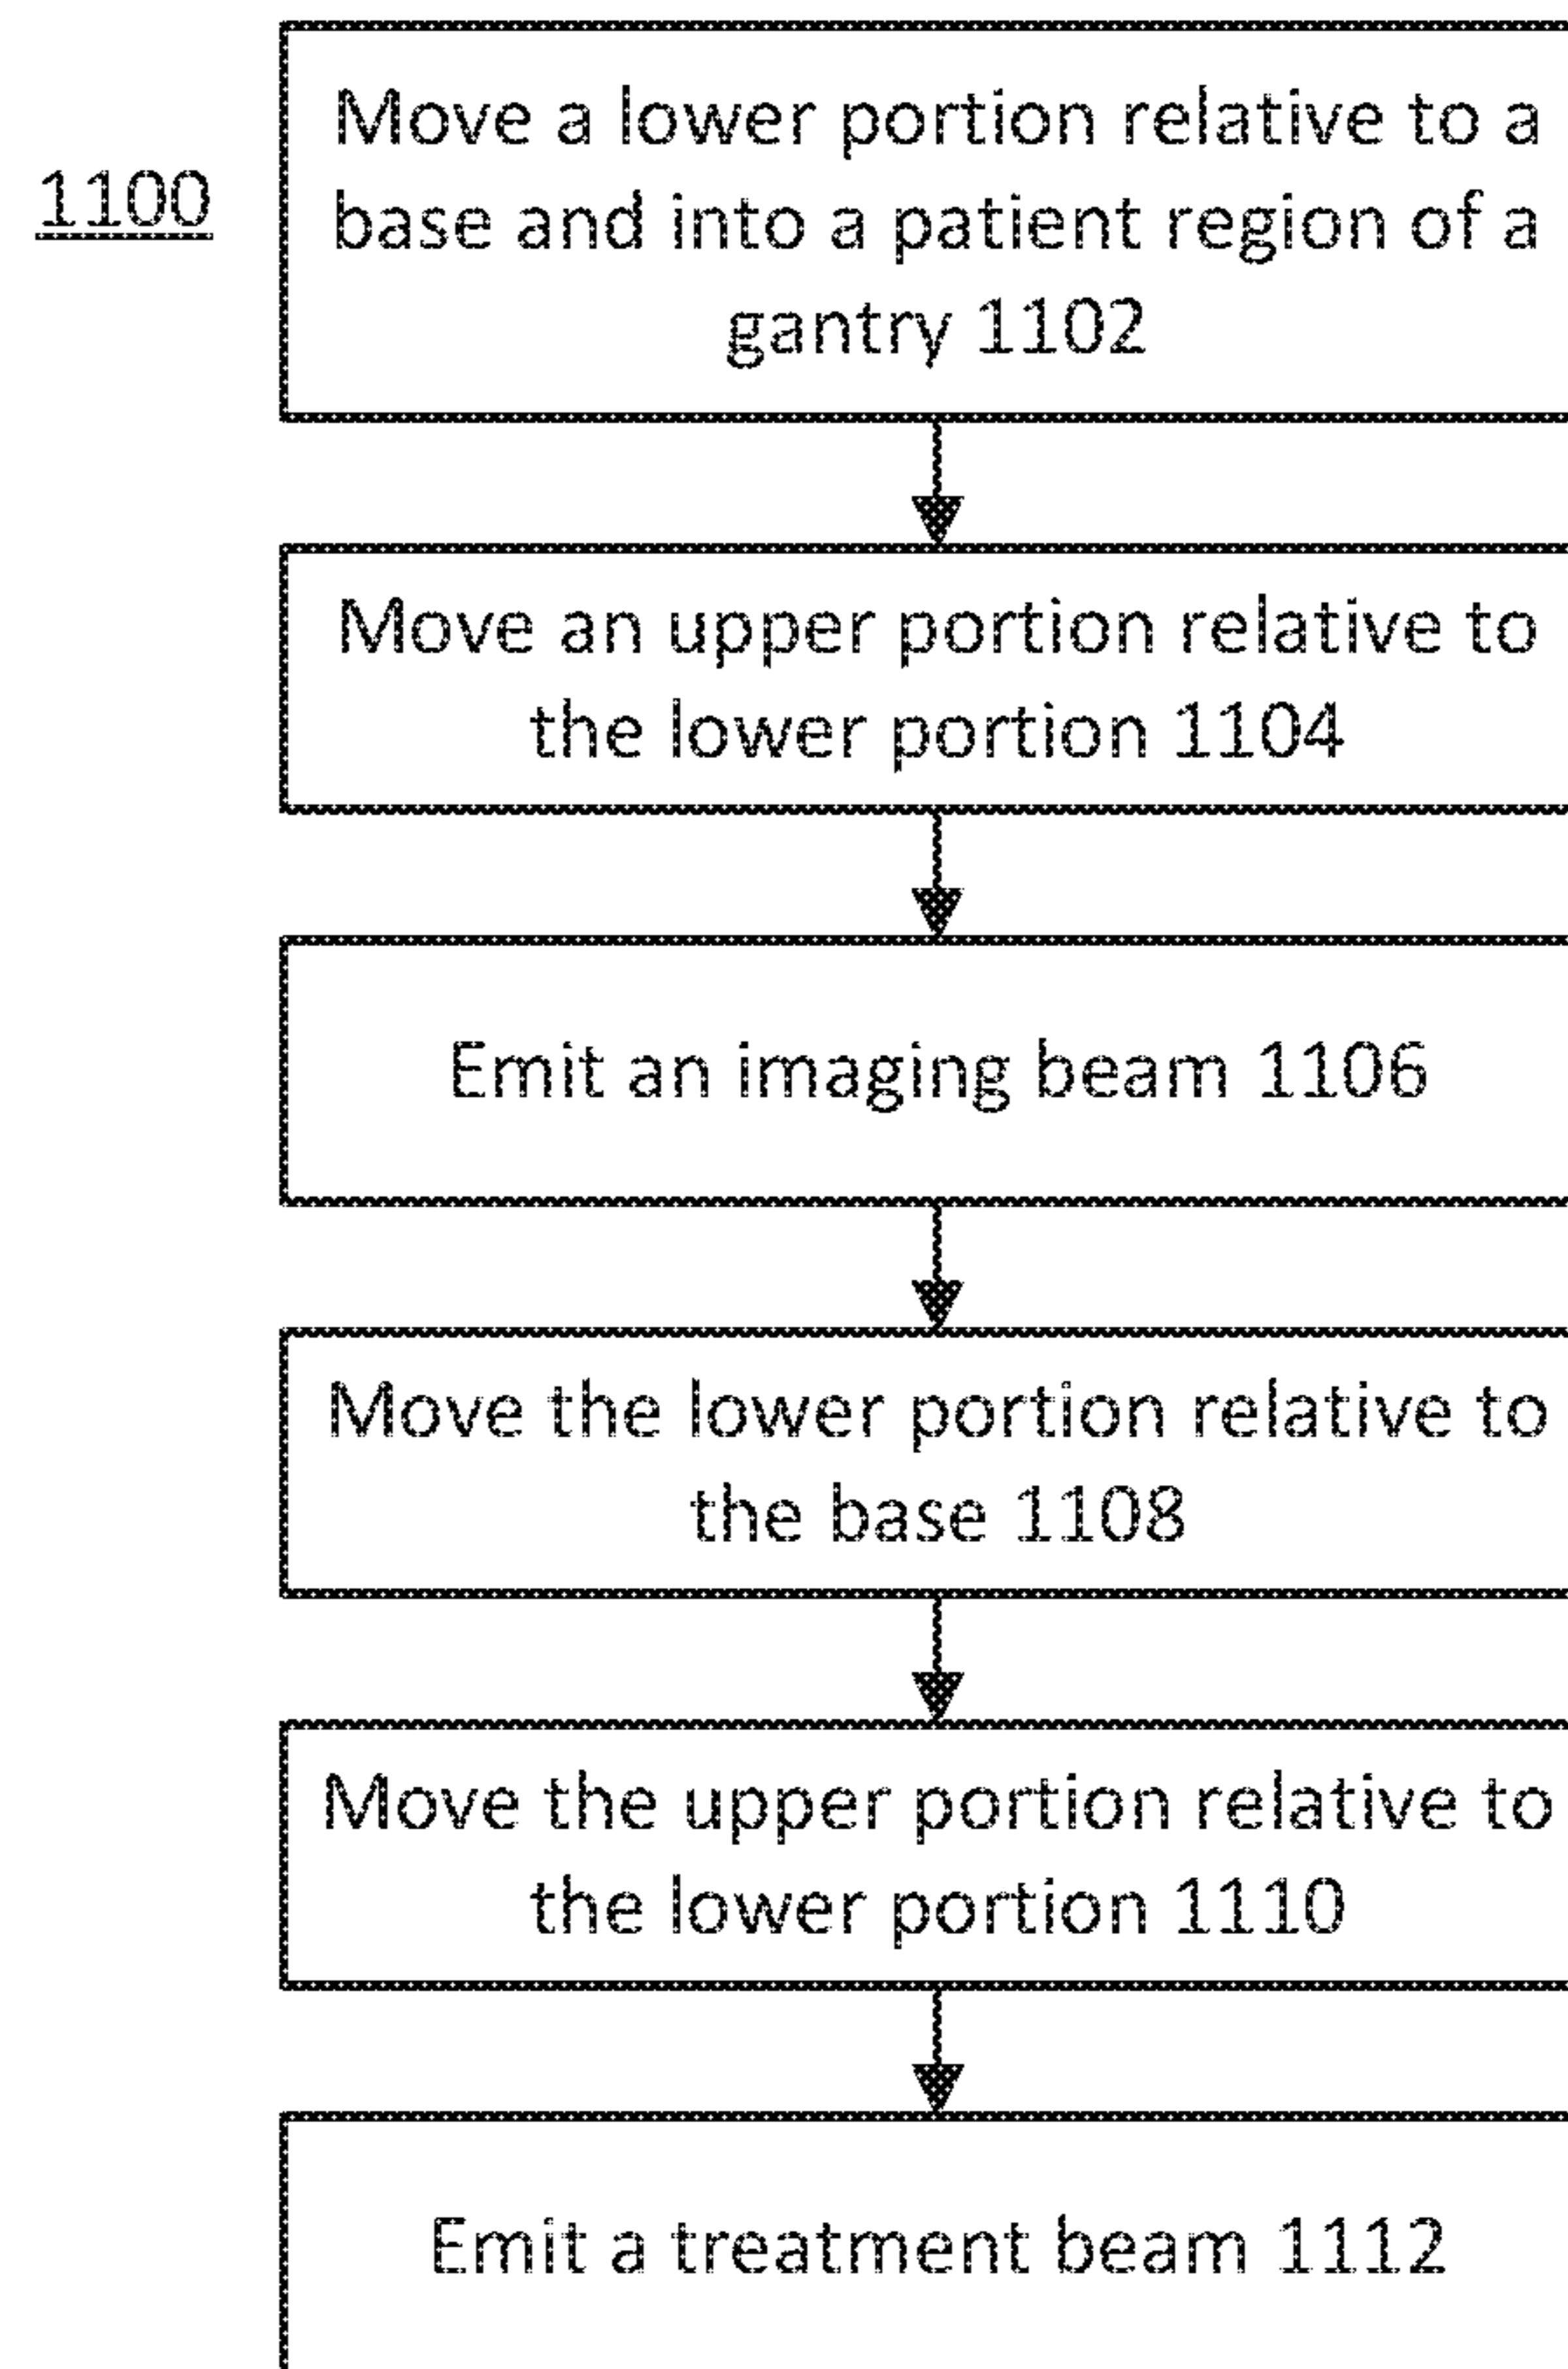 1100
Move a lower portion relative to a
base and into a patient region of a
gantry 1102
Move an upper portion relative to
the lower portion 1104
Emit an imaging beam 1106
Move the lower portion relative to
the base 1108
Move the upper portion relative to
the lower portion 1110
Emit a treatment beam 1112